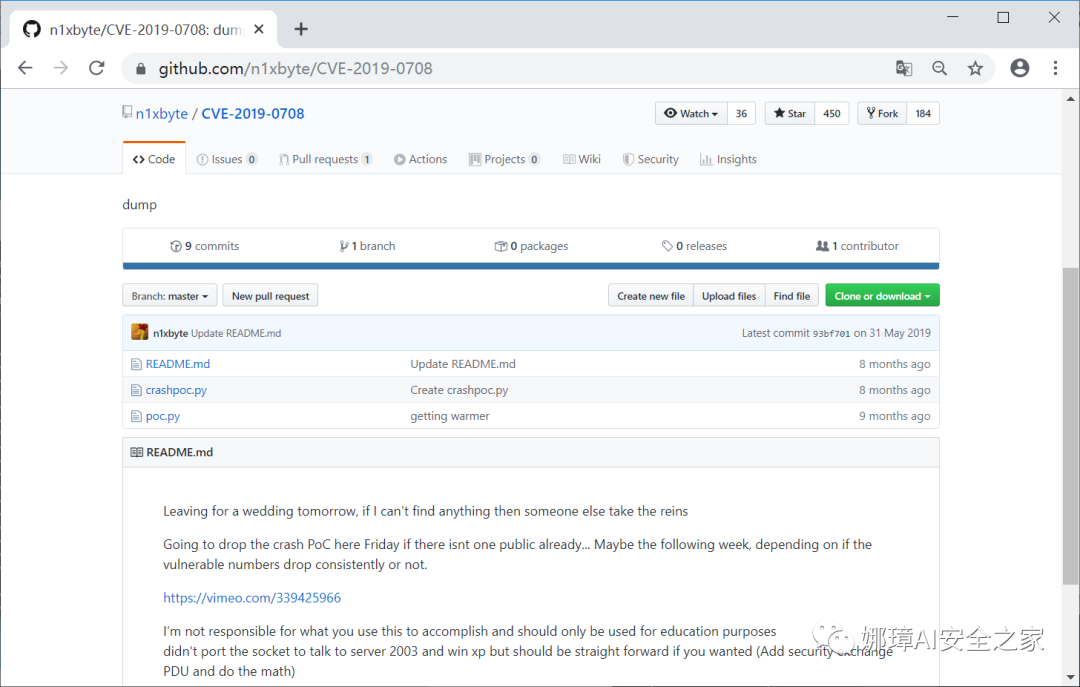 n1xbyte/CVE-2019-0708: dum
github.com/n1xbyte/CVE-2019-0708
n1xbyte / CVE-2019-0708
Watch 36 Star 450 Fork 184
Code Issues 0 Pull requests 1 Actions Projects 0 Wiki Security Insights
dump
9 commits 1 branch 0 packages 0 releases 1 contributor
Branch: master New pull request Create new file Upload files Find file Clone or download
n1xbyte Update README.md Latest commit 93bf701 on 31 May 2019
README.md Update README.md 8 months ago
crashpoc.py Create crashpoc.py 8 months ago
poc.py getting warmer 9 months ago
README.md
Leaving for a wedding tomorrow, if I can't find anything then someone else take the reins
Going to drop the crash PoC here Friday if there isnt one public already... Maybe the following week, depending on if the
vulnerable numbers drop consistently or not.
https://vimeo.com/339425966
I'm not responsible for what you use this to accomplish and should only be used for education purposes
didn't port the socket to talk to server 2003 and win xp but should be straight forward if you wanted (Add security exchange
PDU and do the math)
娜璋AI安全之家